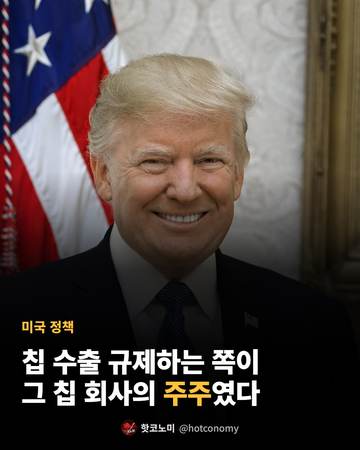 미국 정책
칩 수출 규제하는 쪽이
그 칩 회사의 주주였다
핫코노미 @hotconomy